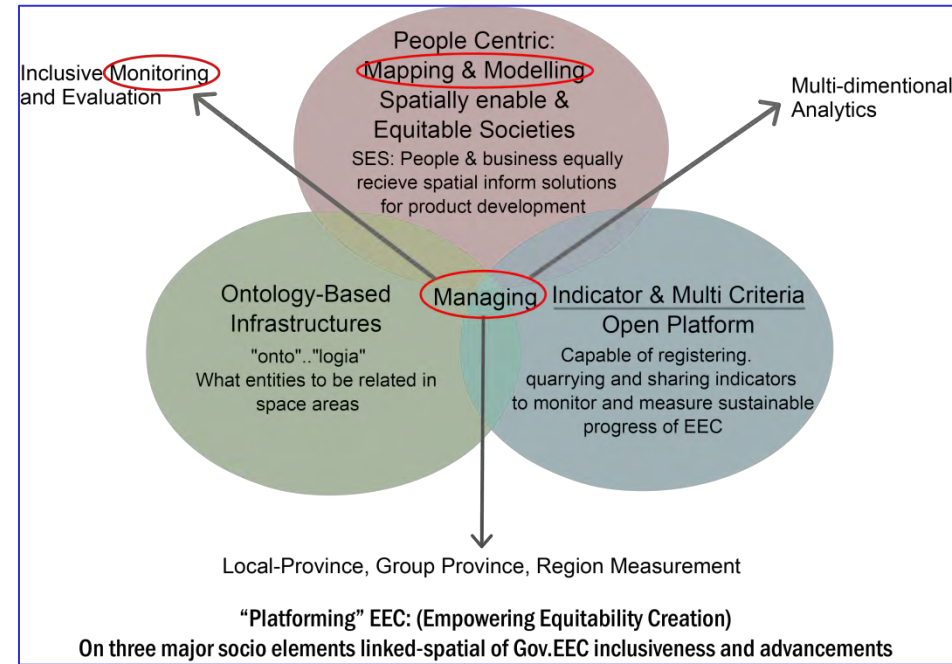 People Centric:
Mapping & Modelling
Spatially enable &
Equitable Societies
SES: People & business equally
recieve spatial inform solutions
for product development
Inclusive Monitoring
and Evaluation
Multi-dimentional
Analytics
Ontology-Based
Infrastructures
"onto".."logia"
What entities to be related in
space areas
Managing
Indicator & Multi Criteria
Open Platform
Capable of registering.
quarrying and sharing indicators
to monitor and measure sustainable
progress of EEC
Local-Province, Group Province, Region Measurement
“Platforming” EEC: (Empowering Equitability Creation)
On three major socio elements linked-spatial of Gov.EEC inclusiveness and advancements